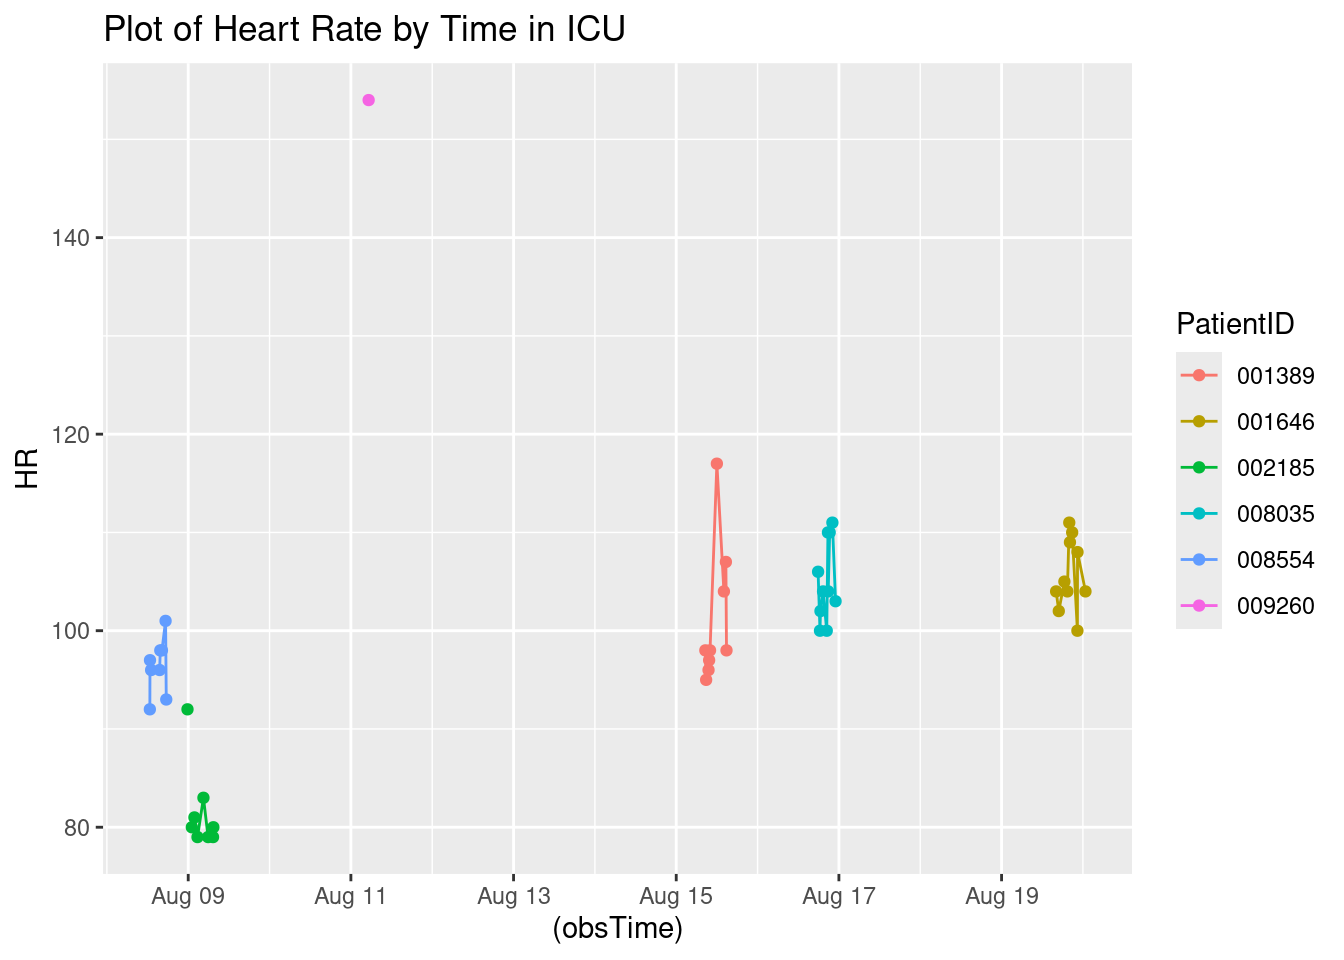 Plot of Heart Rate by Time in ICU
140
120
100
80
HR
Aug 09
Aug 11
Aug 13
Aug 15
Aug 17
Aug 19
(obsTime)
PatientID
001389
001646
002185
008035
008554
009260